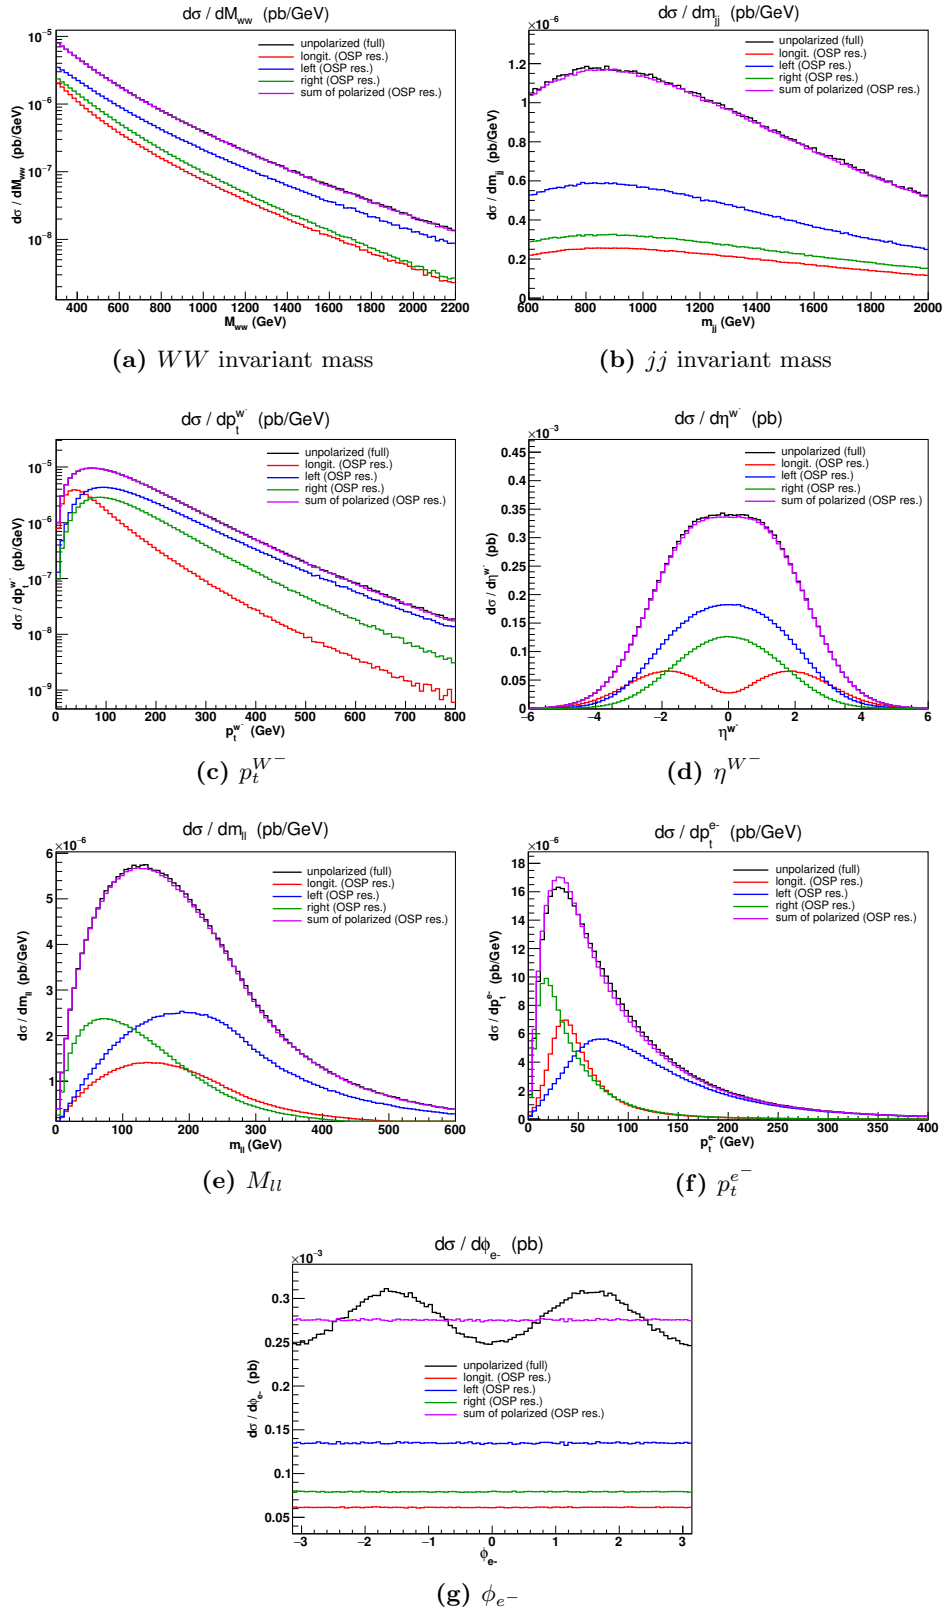 dσ / dM_ww (pb/GeV)
dσ/dM_ww (pb/GeV)
10⁻⁵
10⁻⁶
10⁻⁷
10⁻⁸
unpolarized (full)
longit. (OSP res.)
left (OSP res.)
right (OSP res.)
sum of polarized (OSP res.)
400 600 800 1000 1200 1400 1600 1800 2000 2200
M_ww (GeV)
(a) WW invariant mass
dσ / dm_jj (pb/GeV)
×10⁻⁶
dσ/dm_jj (pb/GeV)
1.2
1
0.8
0.6
0.4
0.2
0
unpolarized (full)
longit. (OSP res.)
left (OSP res.)
right (OSP res.)
sum of polarized (OSP res.)
600 800 1000 1200 1400 1600 1800 2000
m_jj (GeV)
(b) jj invariant mass
dσ / dp_t^w⁻ (pb/GeV)
dσ/dp_t^w⁻ (pb/GeV)
10⁻⁵
10⁻⁶
10⁻⁷
10⁻⁸
10⁻⁹
unpolarized (full)
longit. (OSP res.)
left (OSP res.)
right (OSP res.)
sum of polarized (OSP res.)
0 100 200 300 400 500 600 700 800
p_t^w⁻ (GeV)
(c) p_t^W⁻
dσ / dη^w⁻ (pb)
×10⁻³
dσ/dη^w⁻ (pb)
0.45
0.4
0.35
0.3
0.25
0.2
0.15
0.1
0.05
0
unpolarized (full)
longit. (OSP res.)
left (OSP res.)
right (OSP res.)
sum of polarized (OSP res.)
−6 −4 −2 0 2 4 6
η^w⁻
(d) η^W⁻
dσ / dm_ll (pb/GeV)
×10⁻⁶
dσ / dm_ll (pb/GeV)
6
5
4
3
2
1
unpolarized (full)
longit. (OSP res.)
left (OSP res.)
right (OSP res.)
sum of polarized (OSP res.)
0 100 200 300 400 500 600
m_ll (GeV)
(e) M_ll
dσ / dp_t^e- (pb/GeV)
×10⁻⁶
dσ / dp_t^e- (pb/GeV)
18
16
14
12
10
8
6
4
2
0
unpolarized (full)
longit. (OSP res.)
left (OSP res.)
right (OSP res.)
sum of polarized (OSP res.)
0 50 100 150 200 250 300 350 400
p_t^e- (GeV)
(f) p_t^e⁻
dσ / dϕ_e- (pb)
×10⁻³
dσ / dϕ_e- (pb)
0.3
0.25
0.2
0.15
0.1
0.05
unpolarized (full)
longit. (OSP res.)
left (OSP res.)
right (OSP res.)
sum of polarized (OSP res.)
−3 −2 −1 0 1 2 3
ϕ_e-
(g) ϕ_e⁻